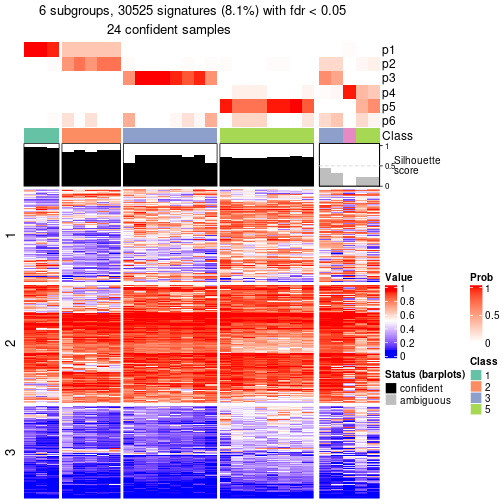 6 subgroups, 30525 signatures (8.1%) with fdr < 0.05
24 confident samples
p1
p2
p3
p4
p5
p6
Class
1
0.5
0
Silhouette
score
1
2
3
Value
1
0.8
0.6
0.4
0.2
0
Prob
1
0.5
0
Status (barplots)
confident
ambiguous
Class
1
2
3
5